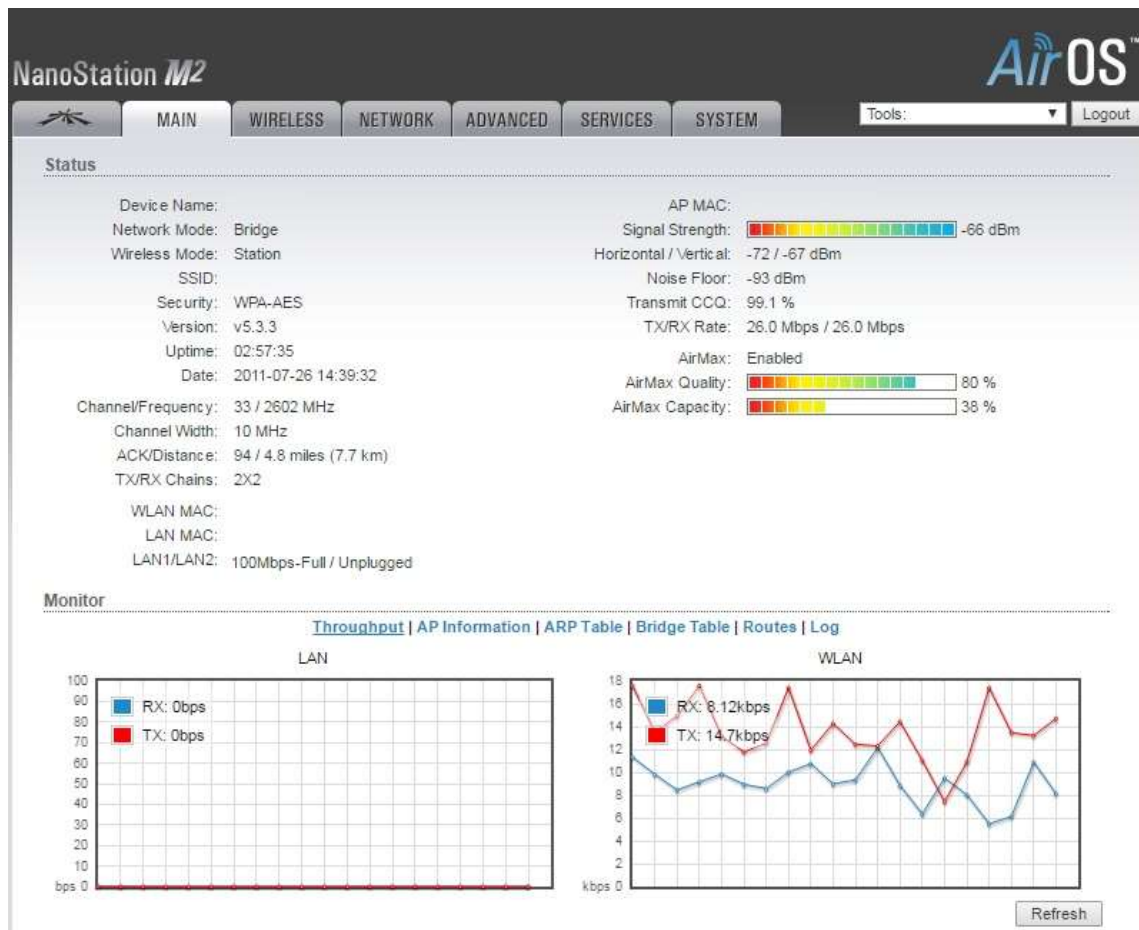 NanoStation M2
AirOS™
MAIN WIRELESS NETWORK ADVANCED SERVICES SYSTEM
Tools: Logout
Status
Device Name:
Network Mode: Bridge
Wireless Mode: Station
SSID:
Security: WPA-AES
Version: v5.3.3
Uptime: 02:57:35
Date: 2011-07-26 14:39:32
Channel/Frequency: 33 / 2602 MHz
Channel Width: 10 MHz
ACK/Distance: 94 / 4.8 miles (7.7 km)
TX/RX Chains: 2X2
WLAN MAC:
LAN MAC:
LAN1/LAN2: 100Mbps-Full / Unplugged
AP MAC:
Signal Strength: -66 dBm
Horizontal / Vertical: -72 / -67 dBm
Noise Floor: -93 dBm
Transmit CCQ: 99.1 %
TX/RX Rate: 26.0 Mbps / 26.0 Mbps
AirMax: Enabled
AirMax Quality: 80 %
AirMax Capacity: 38 %
Monitor
Throughput | AP Information | ARP Table | Bridge Table | Routes | Log
LAN
100
90
80
70
60
50
40
30
20
10
bps 0
RX: 0bps
TX: 0bps
WLAN
18
16
14
12
10
8
6
4
2
kbps 0
RX: 8.12kbps
TX: 14.7kbps
Refresh